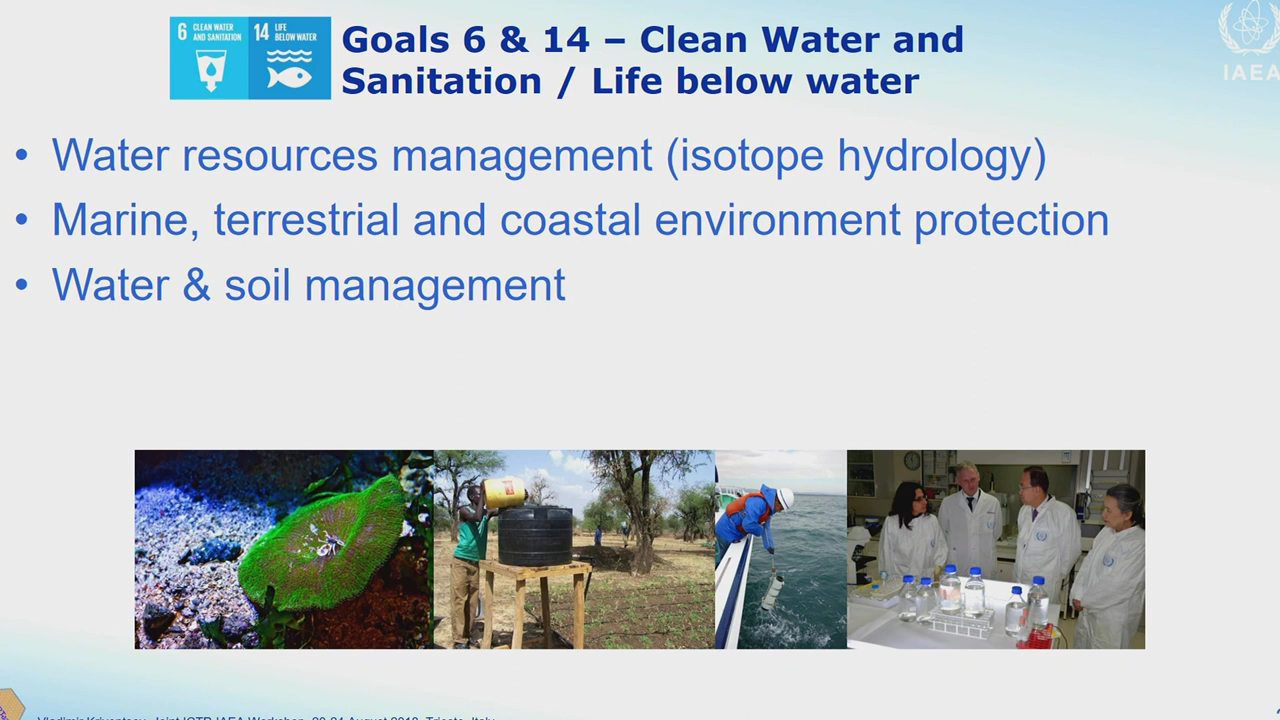 6 CLEAN WATER
AND SANITATION
14 LIFE
BELOW WATER
Goals 6 & 14 – Clean Water and
Sanitation / Life below water
IAEA
• Water resources management (isotope hydrology)
• Marine, terrestrial and coastal environment protection
• Water & soil management